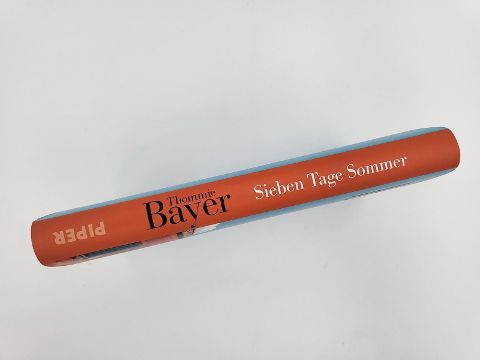 Thommie
Bayer
Sieben Tage Sommer
PIPER